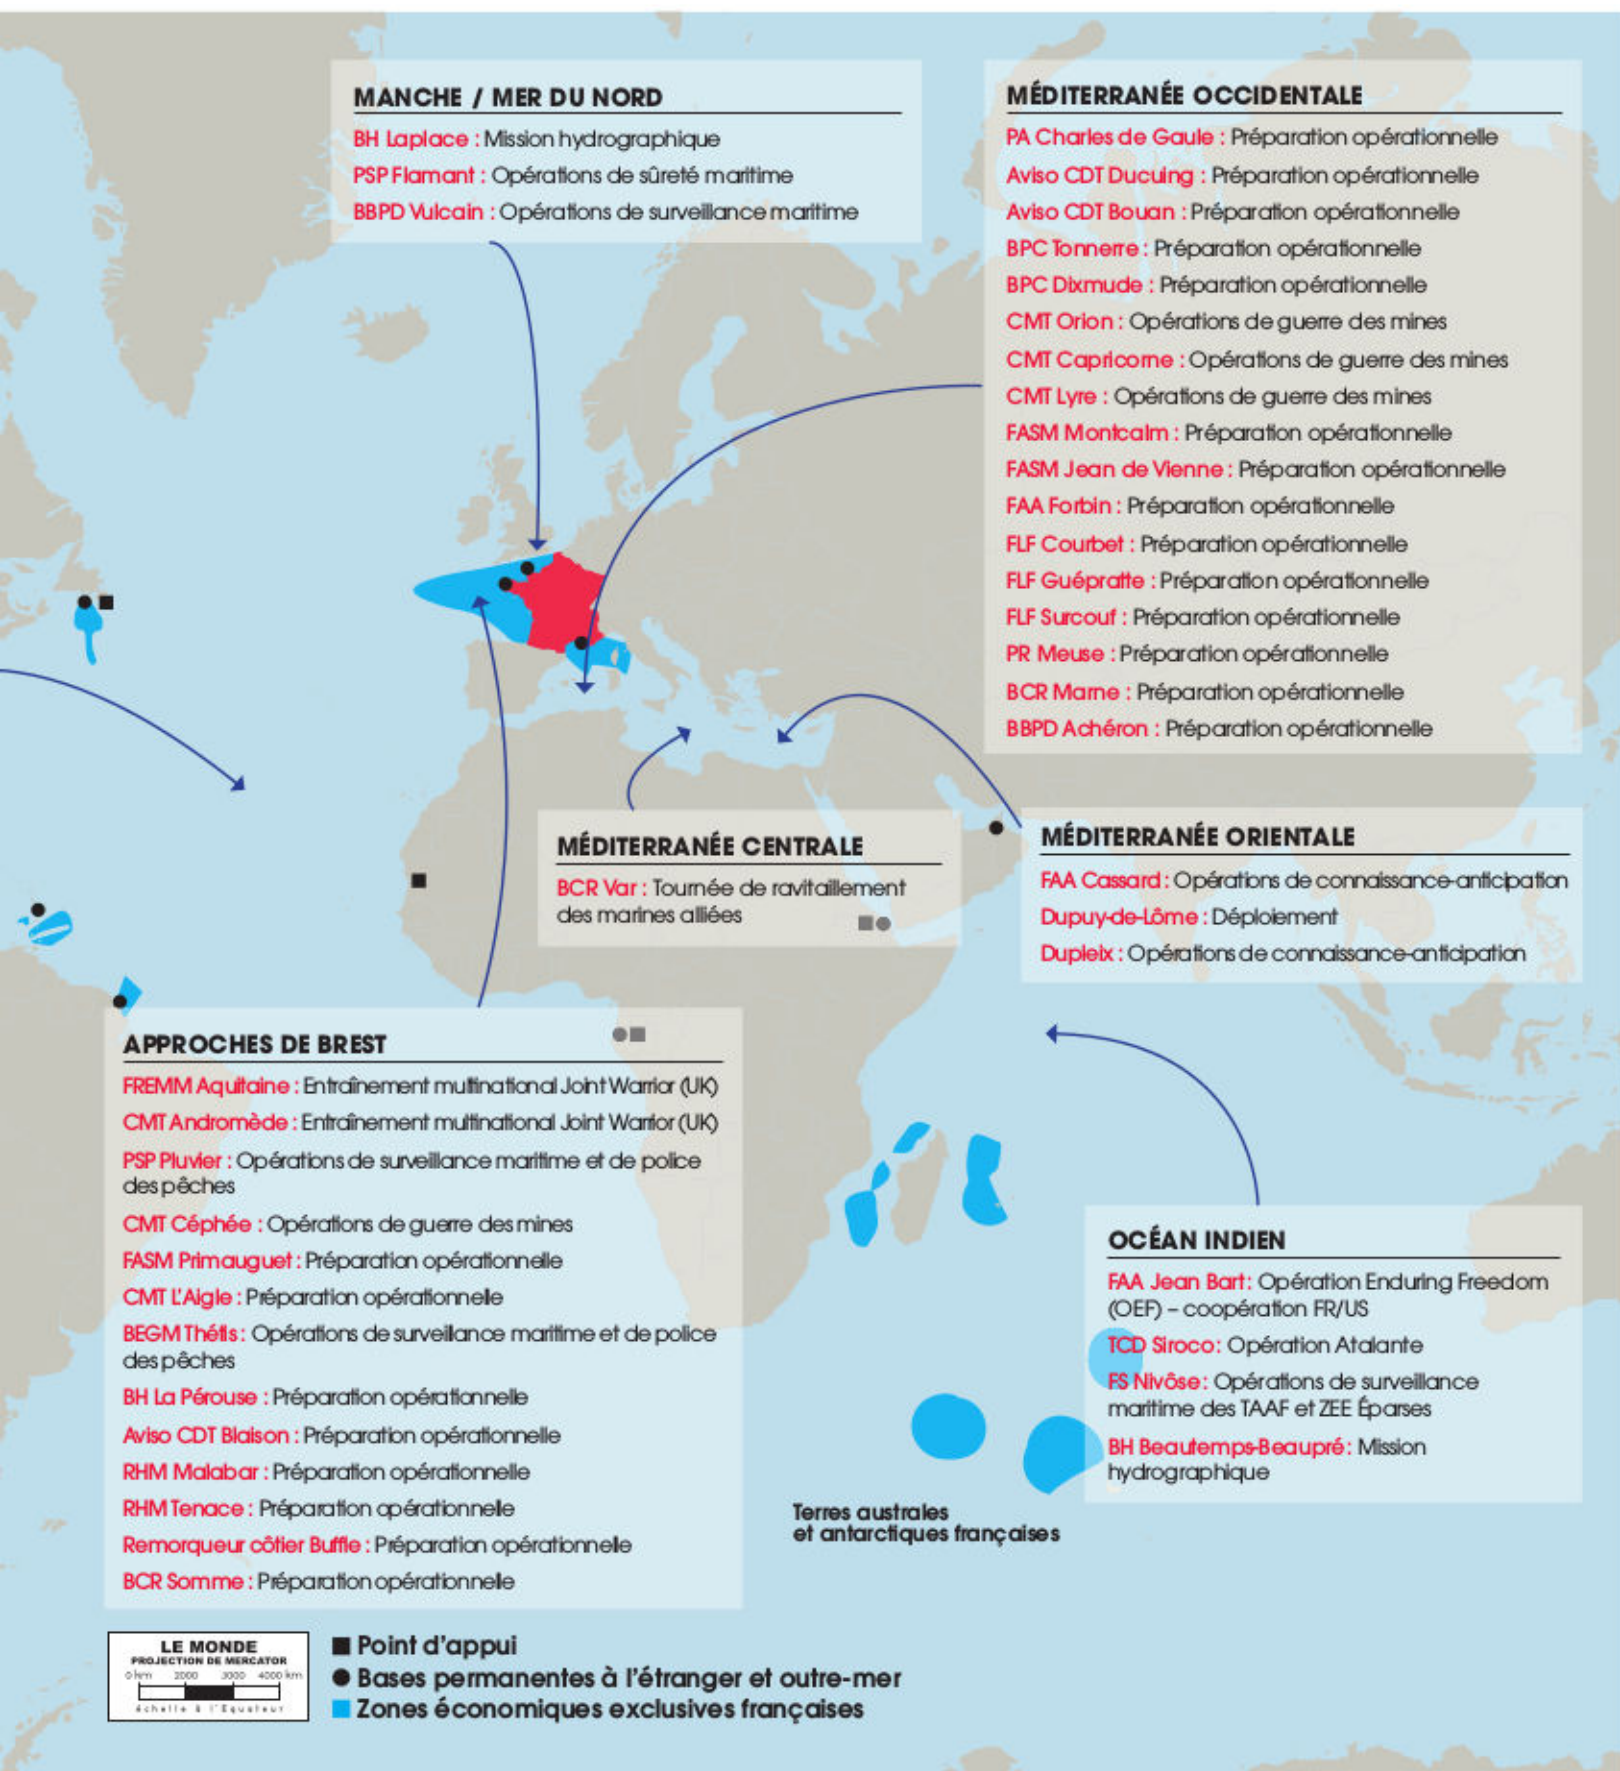 MANCHE / MER DU NORD
BH Laplace : Mission hydrographique
PSP Flamant : Opérations de sûreté maritime
BBPD Vulcain : Opérations de surveillance maritime
MÉDITERRANÉE OCCIDENTALE
PA Charles de Gaule : Préparation opérationnelle
Aviso CDT Ducuing : Préparation opérationnelle
Aviso CDT Bouan : Préparation opérationnelle
BPC Tonnerre : Préparation opérationnelle
BPC Dixmude : Préparation opérationnelle
CMT Orion : Opérations de guerre des mines
CMT Capricorne : Opérations de guerre des mines
CMT Lyre : Opérations de guerre des mines
FASM Montcalm : Préparation opérationnelle
FASM Jean de Vienne : Préparation opérationnelle
FAA Forbin : Préparation opérationnelle
FLF Courbet : Préparation opérationnelle
FLF Guépratte : Préparation opérationnelle
FLF Surcouf : Préparation opérationnelle
PR Meuse : Préparation opérationnelle
BCR Marne : Préparation opérationnelle
BBPD Achéron : Préparation opérationnelle
MÉDITERRANÉE CENTRALE
BCR Var : Tournée de ravitaillement
des marines alliées
MÉDITERRANÉE ORIENTALE
FAA Cassard : Opérations de connaissance-anticipation
Dupuy-de-Lôme : Déploiement
Dupleix : Opérations de connaissance-anticipation
APPROCHES DE BREST
FREMM Aquitaine : Entraînement multinational Joint Warrior (UK)
CMT Andromède : Entraînement multinational Joint Warrior (UK)
PSP Pluvier : Opérations de surveillance maritime et de police
des pêches
CMT Céphée : Opérations de guerre des mines
FASM Primauguet : Préparation opérationnelle
CMT L'Aigle : Préparation opérationnelle
BEGM Thétis : Opérations de surveillance maritime et de police
des pêches
BH La Pérouse : Préparation opérationnelle
Aviso CDT Blaison : Préparation opérationnelle
RHM Malabar : Préparation opérationnelle
RHM Tenace : Préparation opérationnelle
Remorqueur côtier Buffle : Préparation opérationnelle
BCR Somme : Préparation opérationnelle
OCÉAN INDIEN
FAA Jean Bart : Opération Enduring Freedom
(OEF) – coopération FR/US
TCD Siroco : Opération Atalante
FS Nivôse : Opérations de surveillance
maritime des TAAF et ZEE Éparses
BH Beautemps-Beaupré : Mission
hydrographique
Terres australes
et antarctiques françaises
LE MONDE
PROJECTION DE MERCATOR
0 km 2000 3000 4000 km
échelle à l'Equateur
Point d'appui
Bases permanentes à l'étranger et outre-mer
Zones économiques exclusives françaises